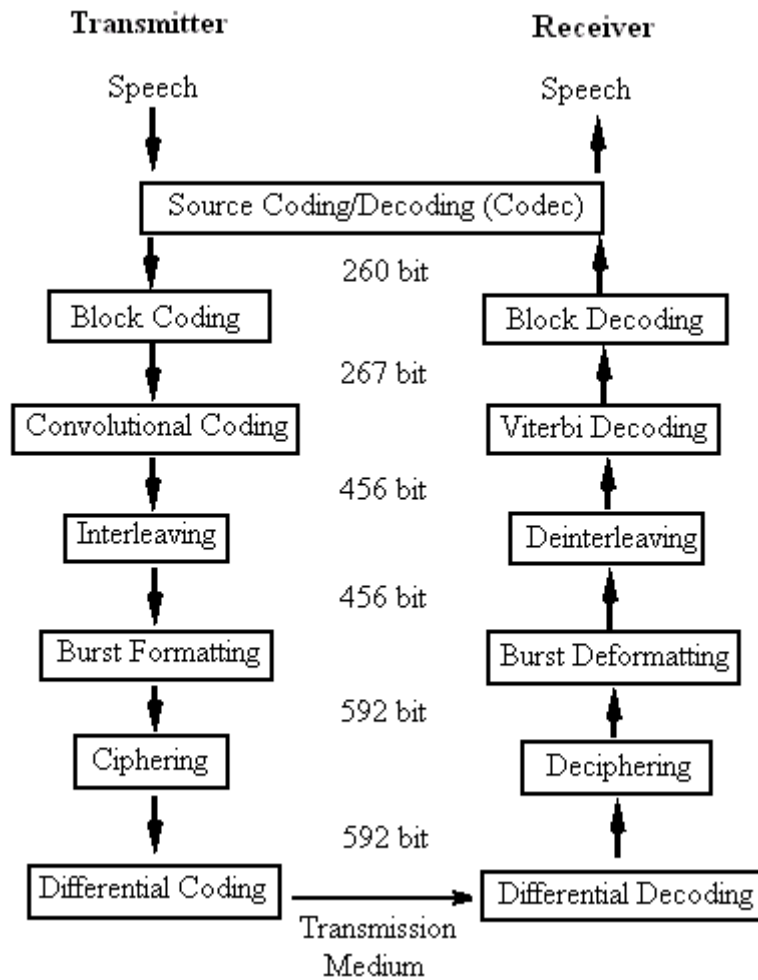 Transmitter
Receiver
Speech
Speech
Source Coding/Decoding (Codec)
260 bit
Block Coding
Block Decoding
267 bit
Convolutional Coding
Viterbi Decoding
456 bit
Interleaving
Deinterleaving
456 bit
Burst Formatting
Burst Deformatting
592 bit
Ciphering
Deciphering
592 bit
Differential Coding
Differential Decoding
Transmission
Medium